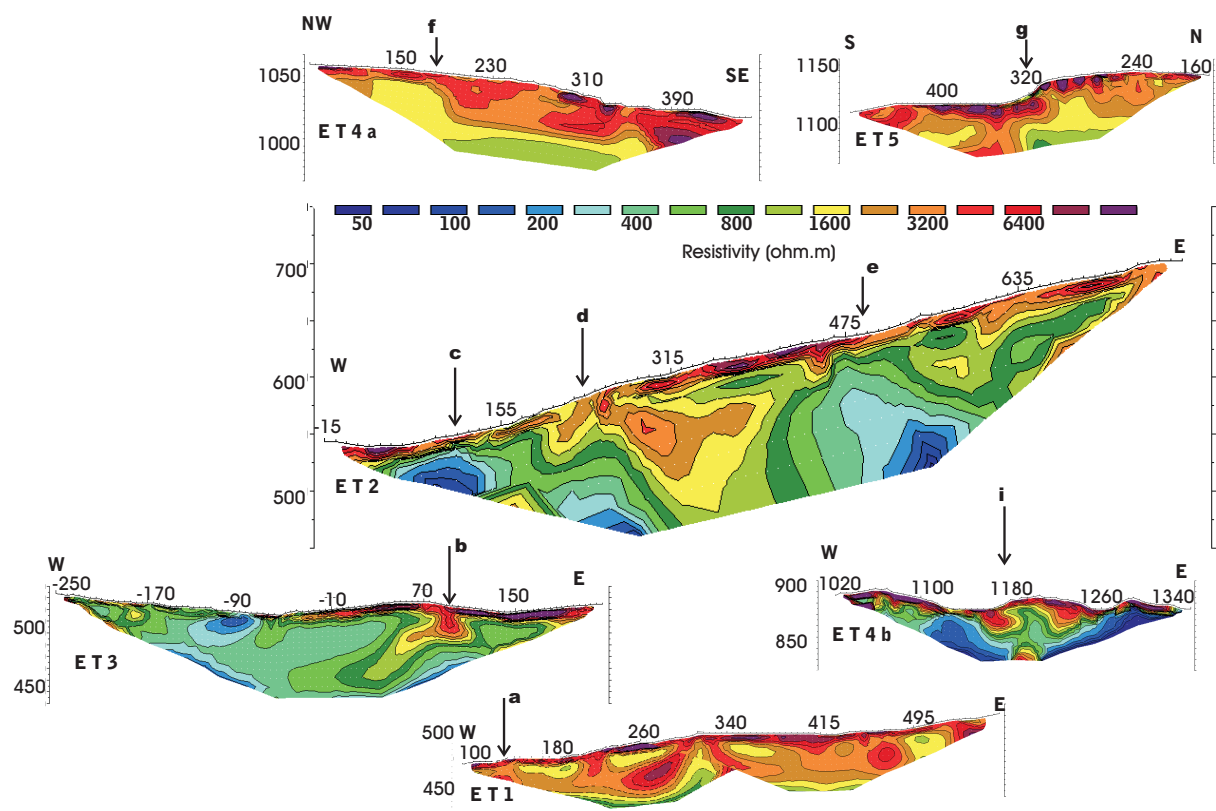 NW f S g N
150 230 310 390 SE
1050
1000
E T 4 a
1150
1100
400 320 240 160
E T 5
50 100 200 400 800 1600 3200 6400
Resistivity (ohm.m)
E
700
600
500
W -15 c 155 d 315 475 e 635
E T 2
W b E
-250 -170 -90 -10 70 150
500
450
E T 3
W i E
900
850
1020 1100 1180 1260 1340
E T 4 b
a E
500 W
450
100 180 260 340 415 495
E T 1